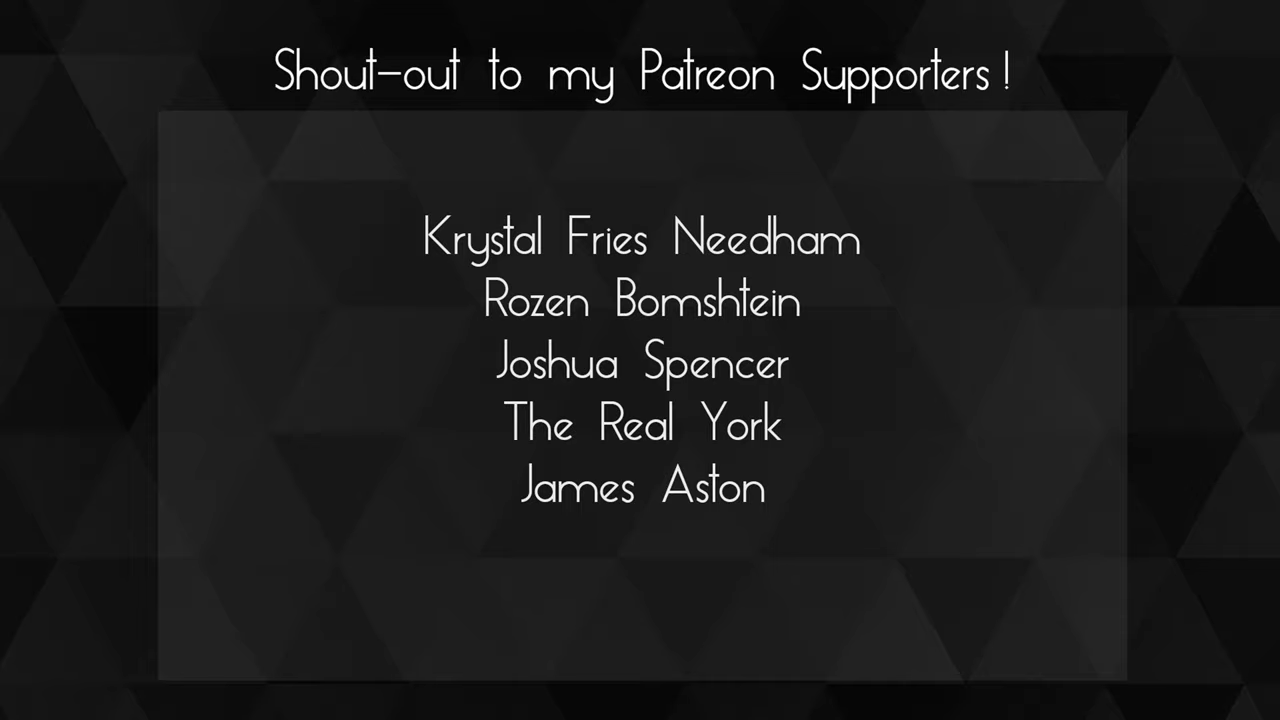 Shout-out to my Patreon Supporters!
Krystal Fries Needham
Rozen Bomshtein
Joshua Spencer
The Real York
James Aston